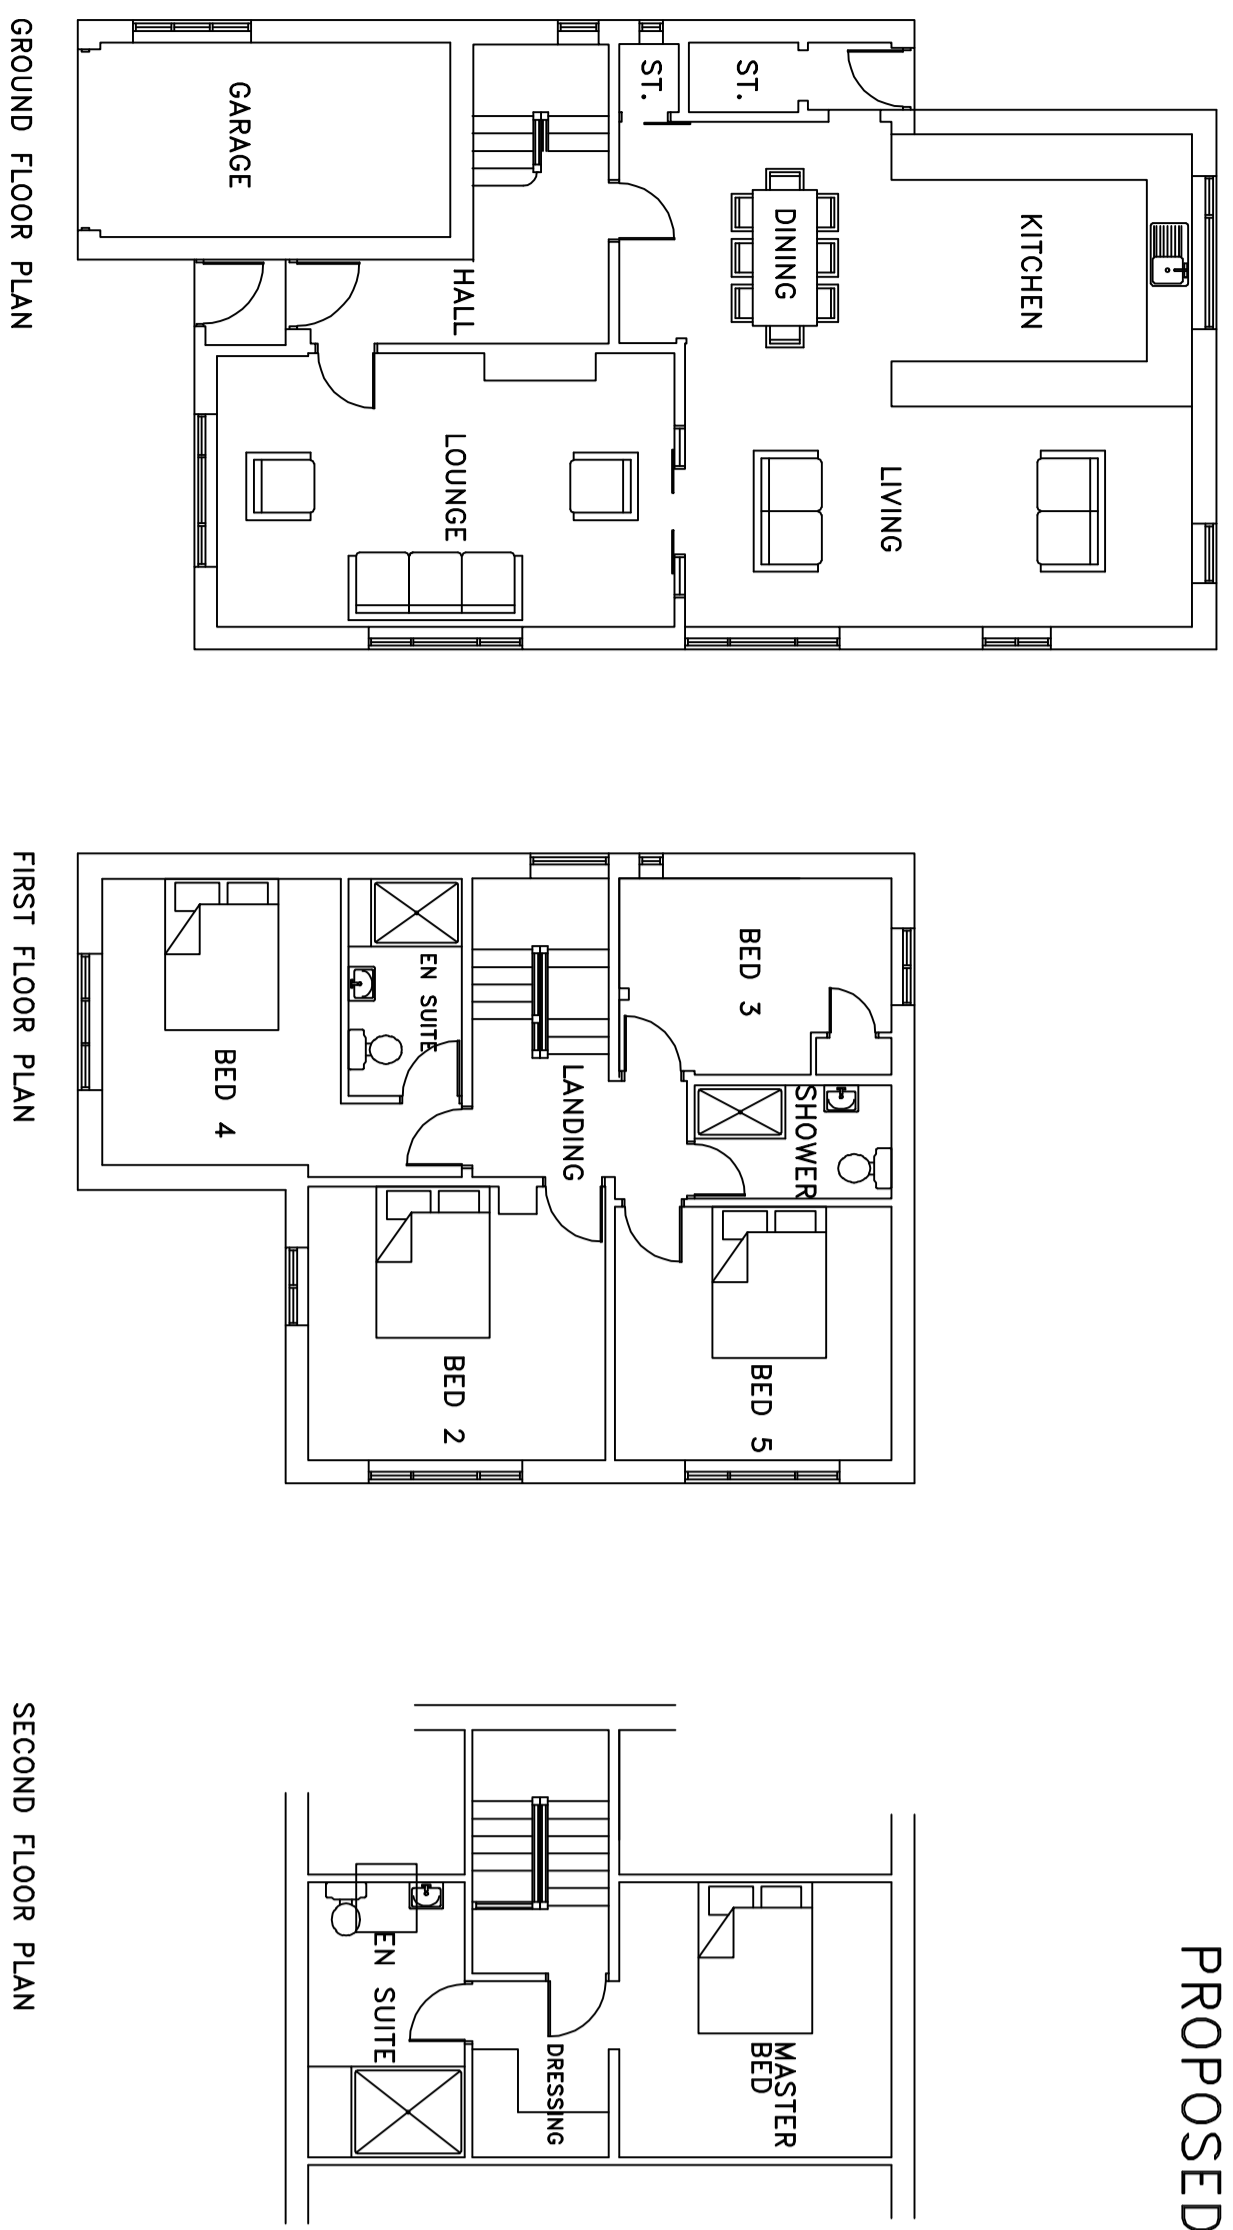 PROPOSED
KITCHEN
LIVING
DINING
ST.
ST.
LOUNGE
HALL
GARAGE
GROUND FLOOR PLAN
BED 3
SHOWER
BED 5
LANDING
EN SUITE
BED 2
BED 4
FIRST FLOOR PLAN
MASTER
BED
DRESSING
EN SUITE
SECOND FLOOR PLAN